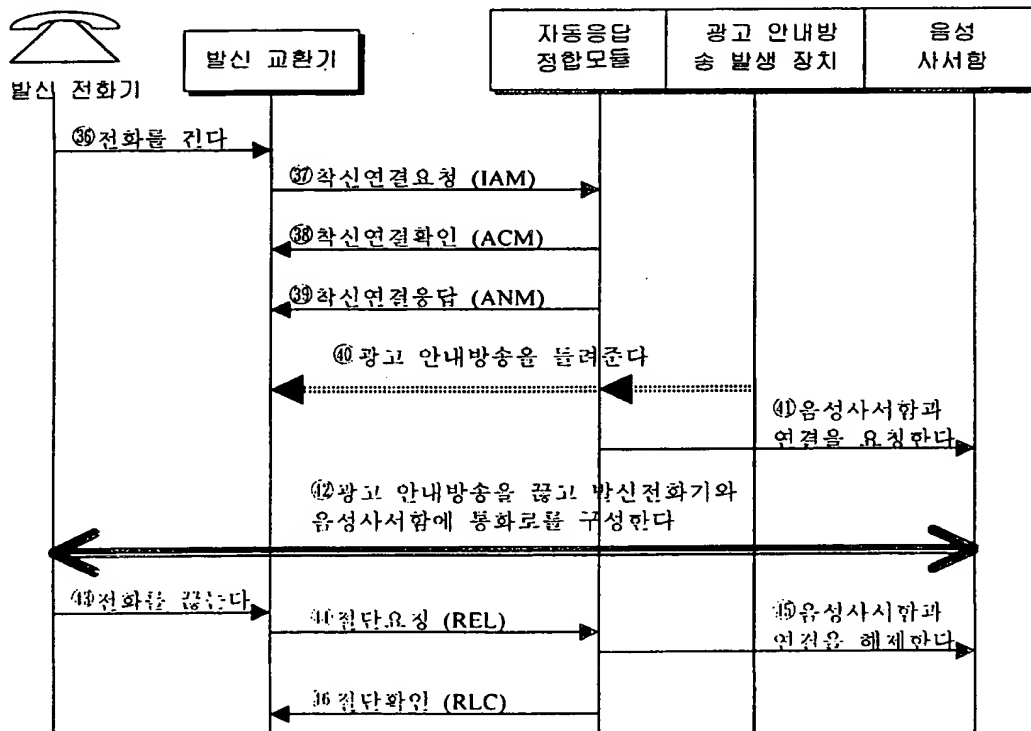 발신 전화기
발신 교환기
자동응답
정합모듈
광고 안내방
송 발생 장치
음성
사서함
㊱전화를 건다
㊲착신연결요청 (IAM)
㊳착신연결확인 (ACM)
㊴착신연결응답 (ANM)
㊵광고 안내방송을 들려준다
㊶음성사서함과
연결을 요청한다
㊷광고 안내방송을 끊고 발신전화기와
음성사서함에 통화로를 구성한다
㊸전화를 끊는다
㊹절단요청 (REL)
㊺음성사서함과
연결을 해제한다
㊻절단확인 (RLC)